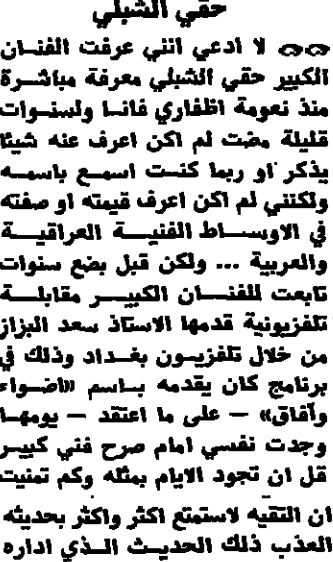 حقي الشبلي
لا ادعي انني عرفت الفنان
الكبير حقي الشبلي معرفة مباشرة
منذ نعومة اظفاري فانا ولسنوات
قليلة مضت لم اكن اعرف عنه شيئا
يذكر او ربما كنت اسمع باسمه
ولكنني لم اكن اعرف قيمته او صفته
في الاوساط الفنية العراقية
والعربية ... ولكن قبل بضع سنوات
تابعت للفنان الكبير مقابلة
تلفزيونية قدمها الاستاذ سعد البزاز
من خلال تلفزيون بغداد وذلك في
برنامج كان يقدمه باسم «اضواء
وآفاق» — على ما اعتقد — يومها
وجدت نفسي امام صرح فني كبير
قل ان تجود الايام بمثله وكم تمنيت
ان التقيه لاستمتع اكثر واكثر بحديثه
العذب ذلك الحديث الذي اداره